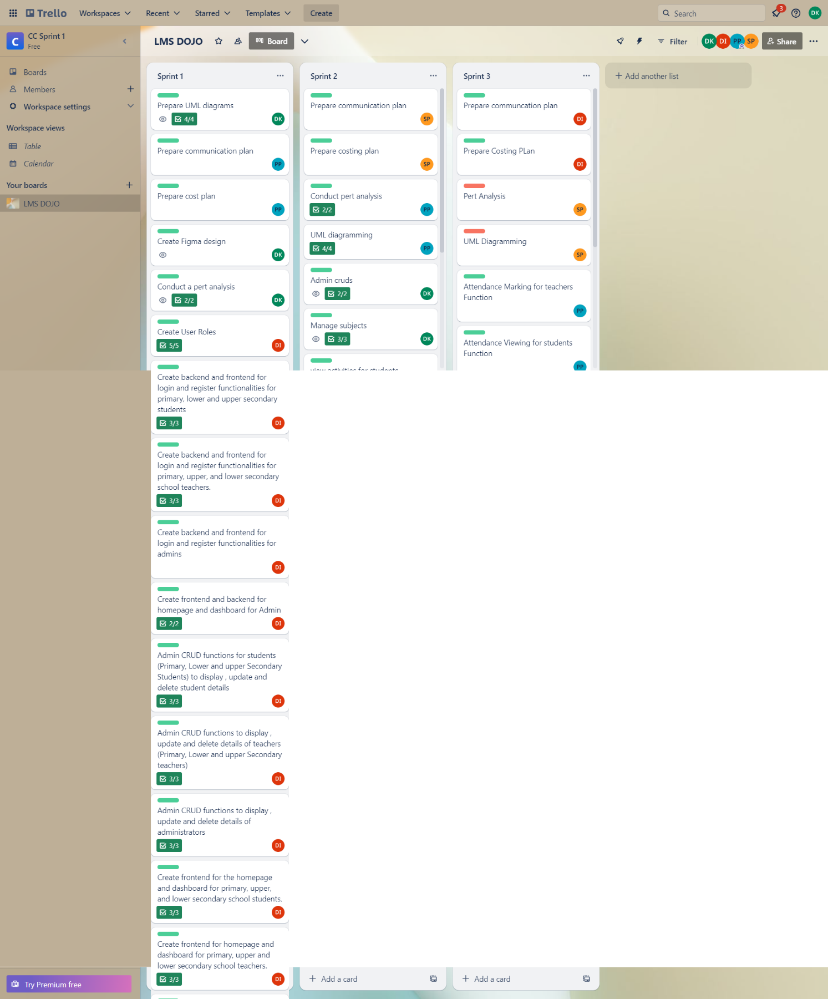 Trello
Workspaces
Recent
Starred
Templates
Create
Search
3
DK
C
CC Sprint 1
Free
LMS DOJO
Board
Filter
DK
DI
PP
SP
Share
Boards
Members
Workspace settings
Workspace views
Table
Calendar
Your boards
LMS DOJO
Sprint 1
Prepare UML diagrams
4/4
DK
Prepare communication plan
PP
Prepare cost plan
PP
Create Figma design
DK
Conduct a pert analysis
2/2
DK
Create User Roles
5/5
DI
Create backend and frontend for
login and register functionalities for
primary, lower and upper secondary
students
3/3
DI
Create backend and frontend for
login and register functionalities for
primary, upper, and lower secondary
school teachers.
3/3
DI
Create backend and frontend for
login and register functionalities for
admins
DI
Create frontend and backend for
homepage and dashboard for Admin
2/2
DI
Admin CRUD functions for students
(Primary, Lower and upper Secondary
Students) to display , update and
delete student details
3/3
DI
Admin CRUD functions to display ,
update and delete details of teachers
(Primary, Lower and upper Secondary
teachers)
3/3
DI
Admin CRUD functions to display ,
update and delete details of
administrators
3/3
DI
Create frontend for the homepage
and dashboard for primary, upper,
and lower secondary school students.
3/3
DI
Create frontend for homepage and
dashboard for primary, upper and
lower secondary school teachers.
3/3
DI
Sprint 2
Prepare communication plan
SP
Prepare costing plan
SP
Conduct pert analysis
2/2
PP
UML diagramming
4/4
PP
Admin cruds
2/2
DK
Manage subjects
3/3
DK
view activities for students
Add a card
Sprint 3
Prepare communcation plan
DI
Prepare Costing PLan
DI
Pert Analysis
SP
UML Diagramming
SP
Attendance Marking for teachers
Function
PP
Attendance Viewing for students
Function
PP
Add a card
Add another list
Try Premium free